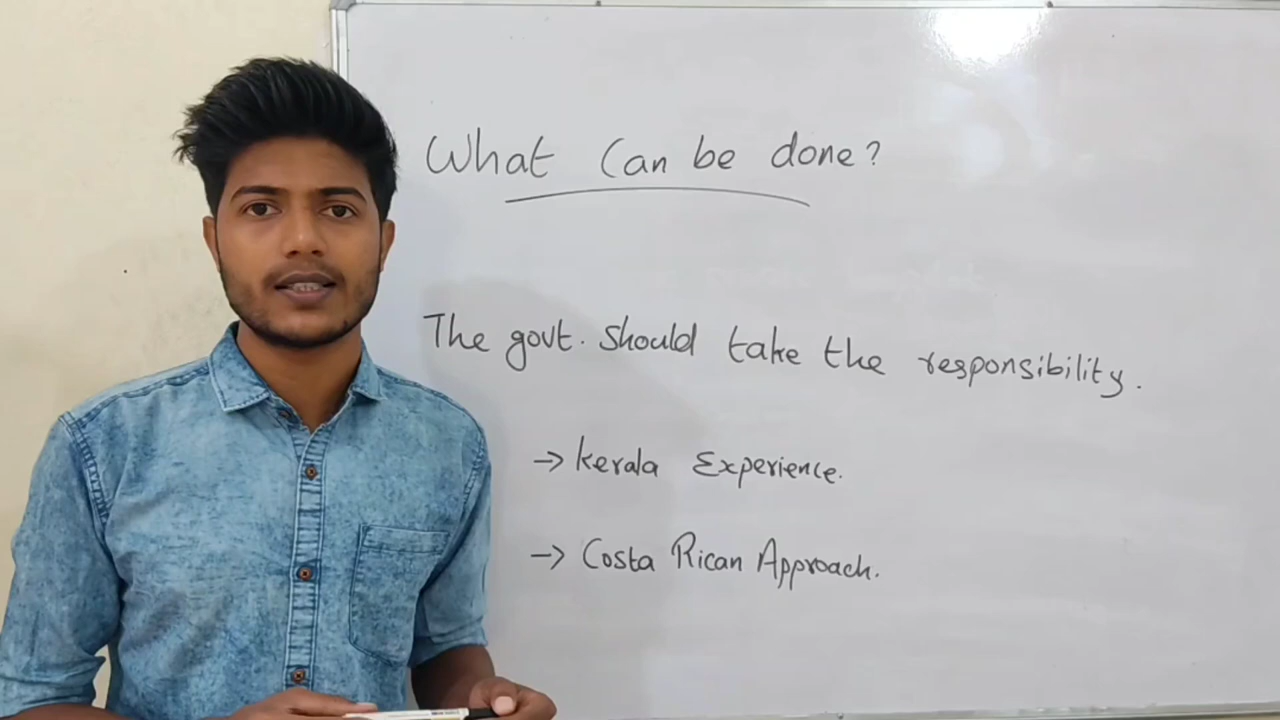 What Can be done?
The govt. should take the responsibility.
→ Kerala Experience.
→ Costa Rican Approach.